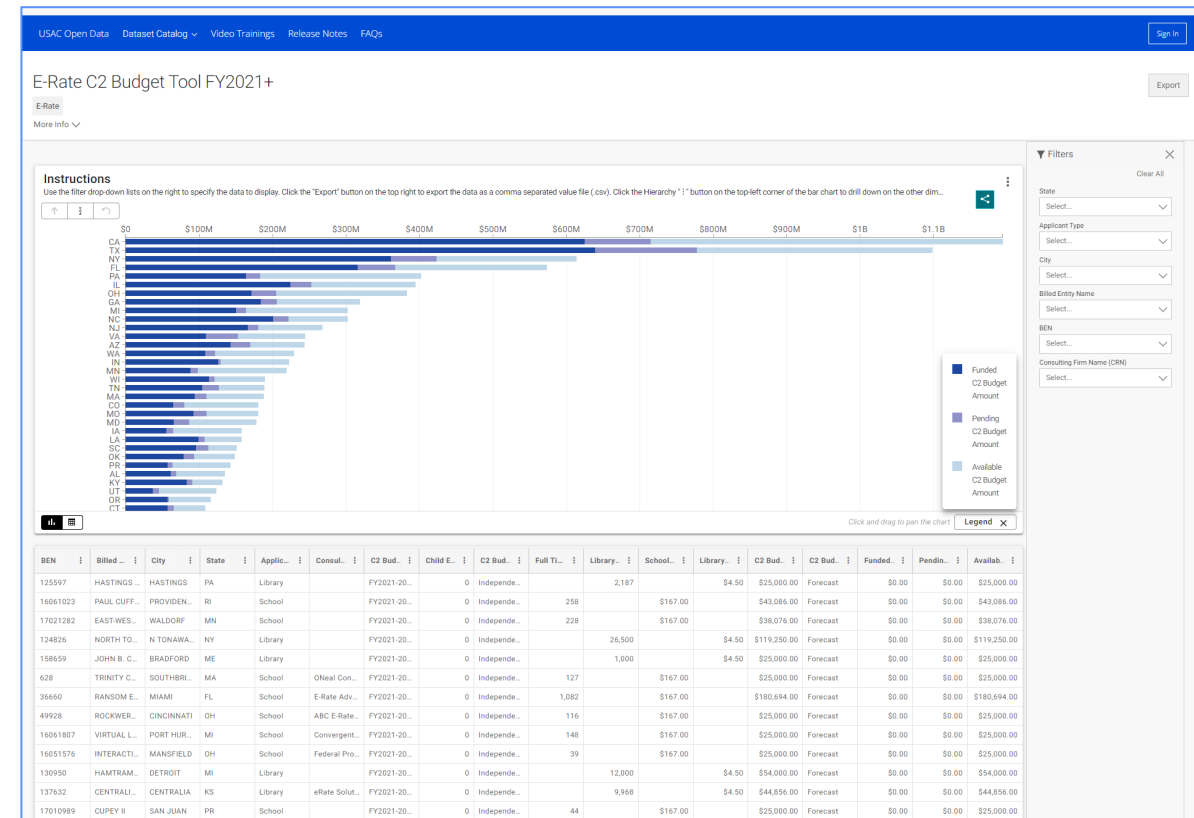 USAC Open Data Dataset Catalog Video Trainings Release Notes FAQs Sign In
E-Rate C2 Budget Tool FY2021+
Export
E-Rate
More Info
Filters
Clear All
State
Select...
Applicant Type
Select...
City
Select...
Billed Entity Name
Select...
BEN
Select...
Consulting Firm Name (CRN)
Select...
Instructions
Use the filter drop-down lists on the right to specify the data to display. Click the "Export" button on the top right to export the data as a comma separated value file (.csv). Click the Hierarchy "⋮" button on the top-left corner of the bar chart to drill down on the other dim...
$0 $100M $200M $300M $400M $500M $600M $700M $800M $900M $1B $1.1B
CA
TX
NY
FL
PA
IL
OH
GA
MI
NC
NJ
VA
AZ
WA
IN
MN
WI
TN
MA
CO
MO
MD
IA
LA
SC
OK
PR
AL
KY
UT
OR
CT
Funded
C2 Budget
Amount
Pending
C2 Budget
Amount
Available
C2 Budget
Amount
Click and drag to pan the chart
Legend X
BEN Billed ... City State Applic... Consul... C2 Bud... Child E... C2 Bud... Full Ti... Library... School... Library... C2 Bud... C2 Bud... Funded... Pendin... Availab...
125597 HASTINGS ... HASTINGS PA Library FY2021-20... 0 Independe... 2,187 $4.50 $25,000.00 Forecast $0.00 $0.00 $25,000.00
16061023 PAUL CUFF... PROVIDEN... RI School FY2021-20... 0 Independe... 258 $167.00 $43,086.00 Forecast $0.00 $0.00 $43,086.00
17021282 EAST-WES... WALDORF MN School FY2021-20... 0 Independe... 228 $167.00 $38,076.00 Forecast $0.00 $0.00 $38,076.00
124826 NORTH TO... N TONAWA... NY Library FY2021-20... 0 Independe... 26,500 $4.50 $119,250.00 Forecast $0.00 $0.00 $119,250.00
158659 JOHN B. C... BRADFORD ME Library FY2021-20... 0 Independe... 1,000 $4.50 $25,000.00 Forecast $0.00 $0.00 $25,000.00
628 TRINITY C... SOUTHBRI... MA School ONeal Con... FY2021-20... 0 Independe... 127 $167.00 $25,000.00 Forecast $0.00 $0.00 $25,000.00
36660 RANSOM E... MIAMI FL School E-Rate Adv... FY2021-20... 0 Independe... 1,082 $167.00 $180,694.00 Forecast $0.00 $0.00 $180,694.00
49928 ROCKWER... CINCINNATI OH School ABC E-Rate... FY2021-20... 0 Independe... 116 $167.00 $25,000.00 Forecast $0.00 $0.00 $25,000.00
16061807 VIRTUAL L... PORT HUR... MI School Convergent... FY2021-20... 0 Independe... 148 $167.00 $25,000.00 Forecast $0.00 $0.00 $25,000.00
16051576 INTERACTI... MANSFIELD OH School Federal Pro... FY2021-20... 0 Independe... 39 $167.00 $25,000.00 Forecast $0.00 $0.00 $25,000.00
130950 HAMTRAM... DETROIT MI Library FY2021-20... 0 Independe... 12,000 $4.50 $54,000.00 Forecast $0.00 $0.00 $54,000.00
137632 CENTRALI... CENTRALIA KS Library eRate Solut... FY2021-20... 0 Independe... 9,968 $4.50 $44,856.00 Forecast $0.00 $0.00 $44,856.00
17010989 CUPEY II SAN JUAN PR School FY2021-20... 0 Independe... 44 $167.00 $25,000.00 Forecast $0.00 $0.00 $25,000.00